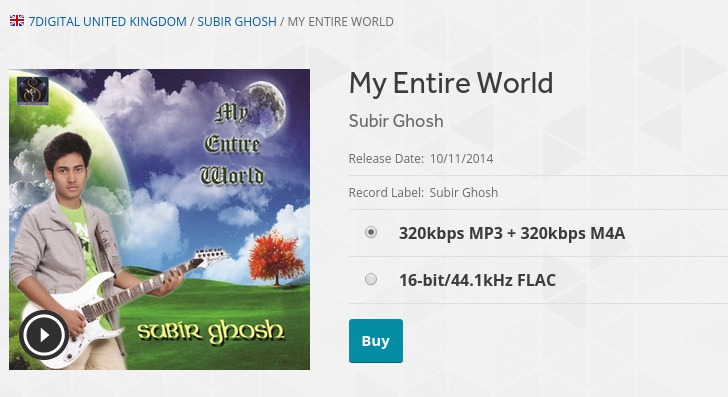 7DIGITAL UNITED KINGDOM / SUBIR GHOSH / MY ENTIRE WORLD
My
Entire
World
SUBIR GHOSH
My Entire World
Subir Ghosh
Release Date: 10/11/2014
Record Label: Subir Ghosh
320kbps MP3 + 320kbps M4A
16-bit/44.1kHz FLAC
Buy